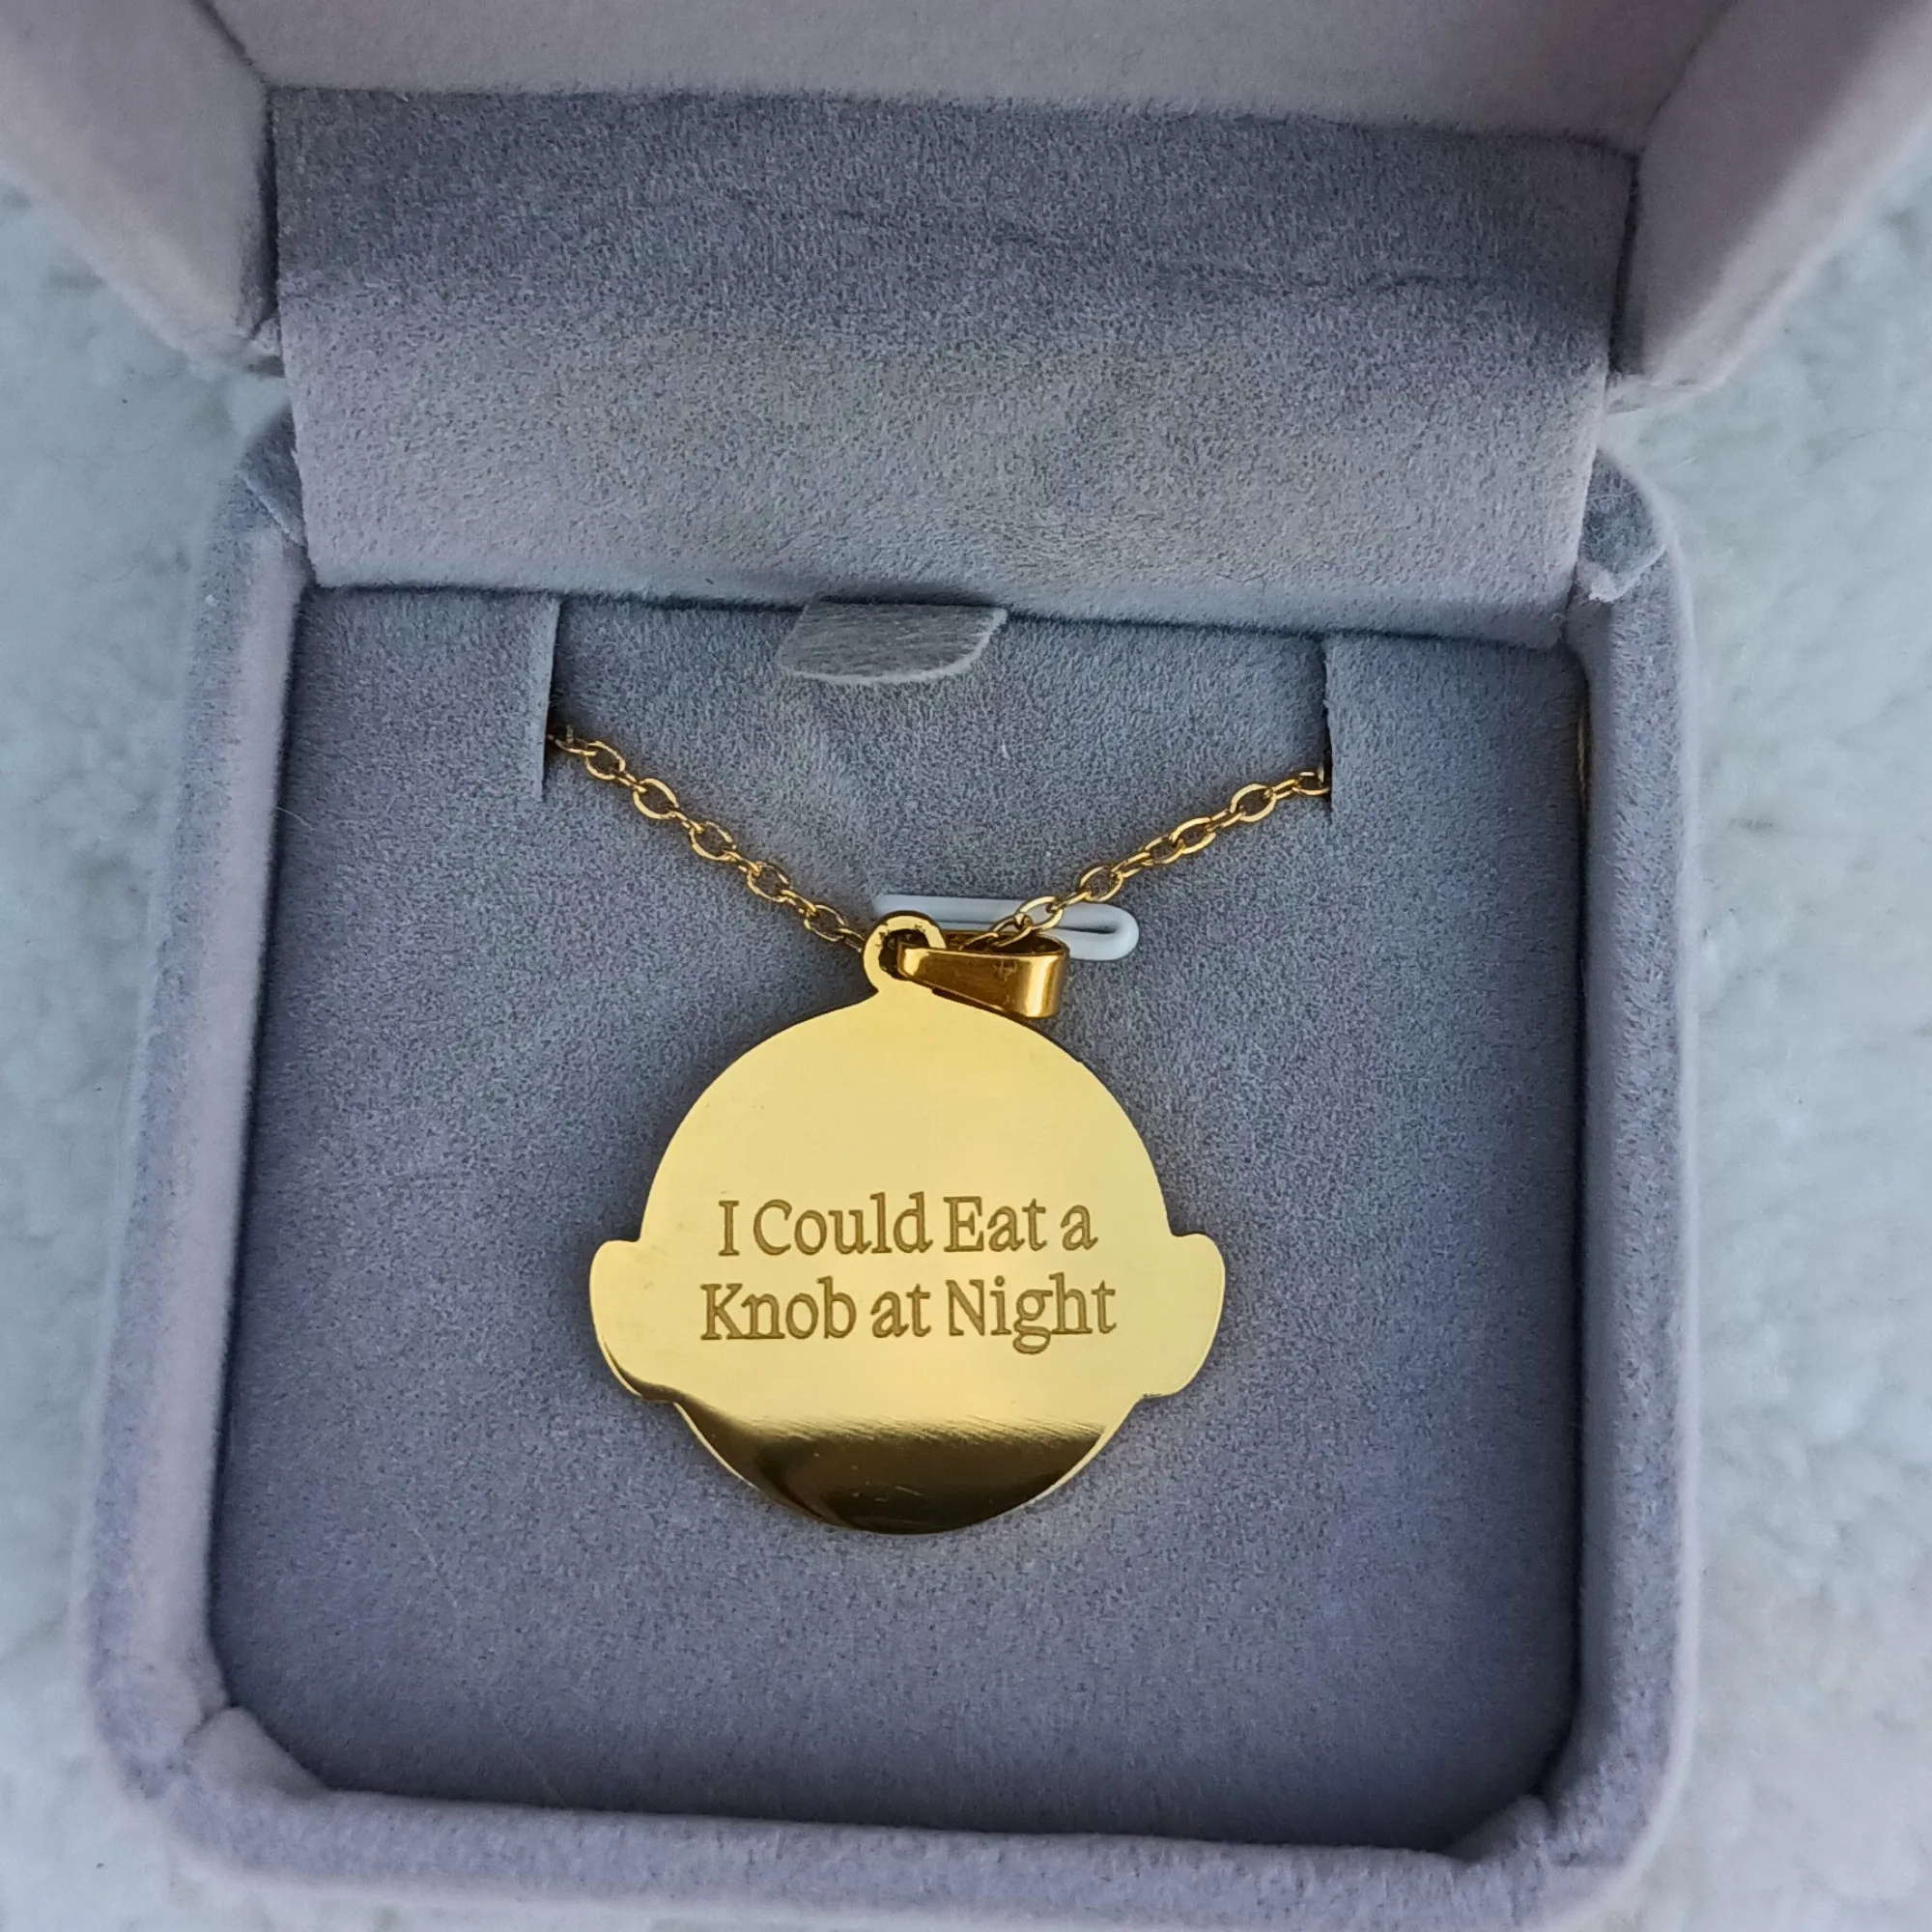 I Could Eat a
Knob at Night